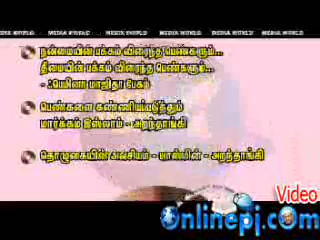 MEDIA WORLD MEDIA WORLD MEDIA WORLD MEDIA WORLD MEDIA WORLD
நன்மையின் பக்கம் விரைந்த பெண்களும்...
தீமையின் பக்கம் விரைந்த பெண்களும்...
- ஃபெமினா மாஜிதா பேகம்
பெண்களை கண்ணியப்படுத்தும்
மார்க்கம் இஸ்லாம் - அறந்தாங்கி
தொழுகையின் அவசியம் - யாஸ்மின் - அறந்தாங்கி
Video
Onlinepj.com